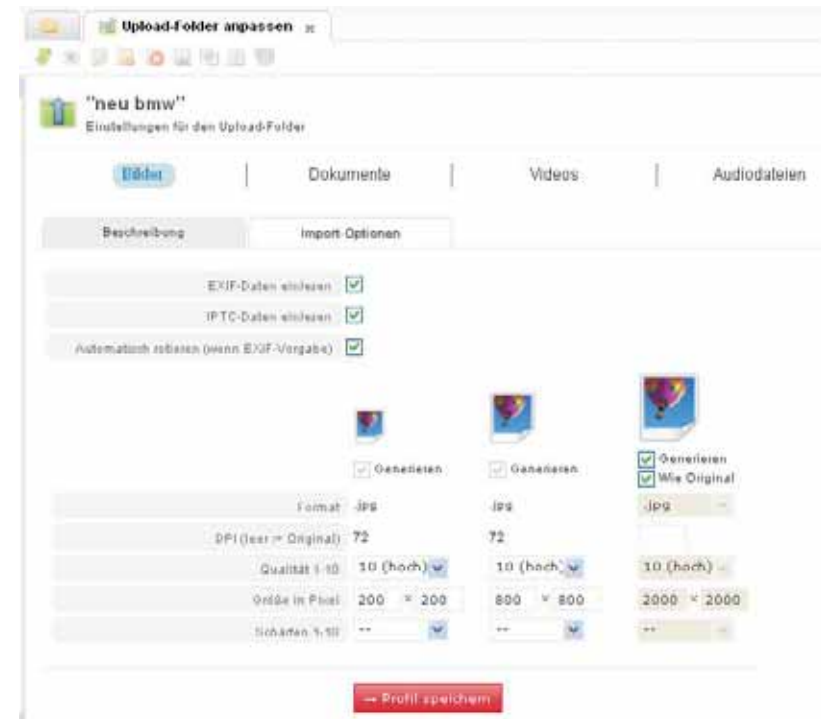 Upload-Folder anpassen
"neu bmw"
Einstellungen für den Upload-Folder
Bilder | Dokumente | Videos | Audiodateien
Beschreibung Import-Optionen
EXIF-Daten einlesen
IPTC-Daten einlesen
Automatisch rotieren (wenn EXIF-Vorgabe)
Generieren Generieren Generieren
Wie Original
Format .jpg .jpg .jpg
DPI (leer = Original) 72 72
Qualität 1-10 10 (hoch) 10 (hoch) 10 (hoch)
Größe in Pixel 200 × 200 800 × 800 2000 × 2000
Schärfen 1-10 -- -- --
→ Profil speichern